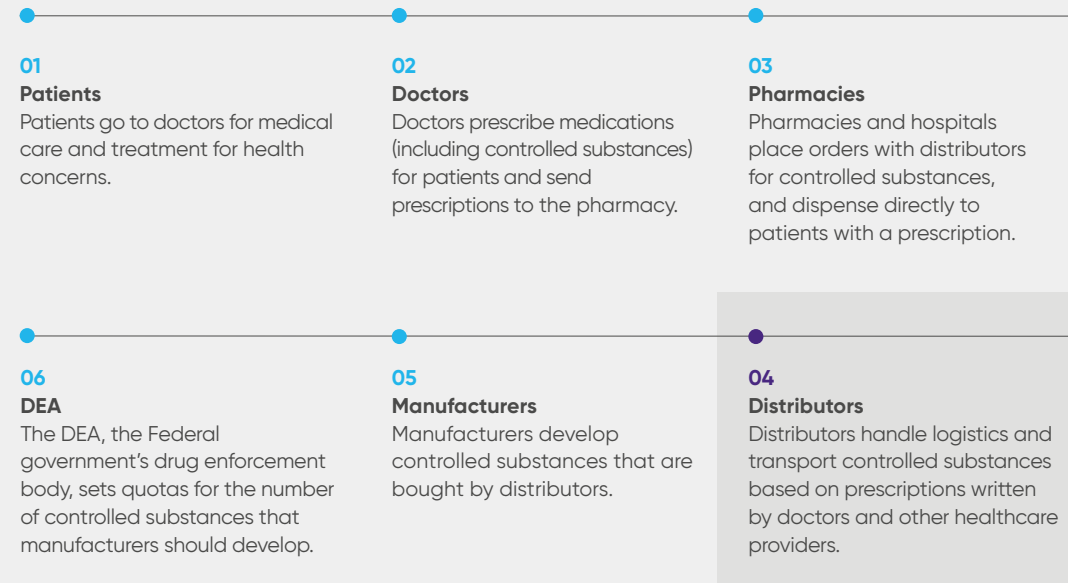 01
Patients
Patients go to doctors for medical
care and treatment for health
concerns.
02
Doctors
Doctors prescribe medications
(including controlled substances)
for patients and send
prescriptions to the pharmacy.
03
Pharmacies
Pharmacies and hospitals
place orders with distributors
for controlled substances,
and dispense directly to
patients with a prescription.
04
Distributors
Distributors handle logistics and
transport controlled substances
based on prescriptions written
by doctors and other healthcare
providers.
05
Manufacturers
Manufacturers develop
controlled substances that are
bought by distributors.
06
DEA
The DEA, the Federal
government’s drug enforcement
body, sets quotas for the number
of controlled substances that
manufacturers should develop.